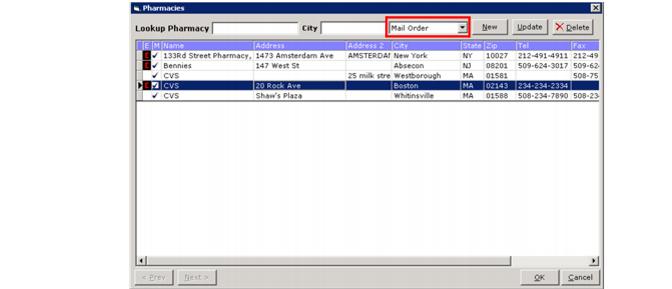 Pharmacies
Lookup Pharmacy City Mail Order New Update Delete
E M Name Address Address 2 City State Zip Tel Fax
E 133Rd Street Pharmacy, 1473 Amsterdam Ave AMSTERDAM New York NY 10027 212-491-4911 212-49
E Bennies 147 West St Absecon NJ 08201 509-624-3017 509-62
CVS 25 milk stre Westborough MA 01581 508-75
E CVS 20 Rock Ave Boston MA 02143 234-234-2334
CVS Shaw's Plaza Whitinsville MA 01588 508-234-7890 508-23
< Prev Next > OK Cancel